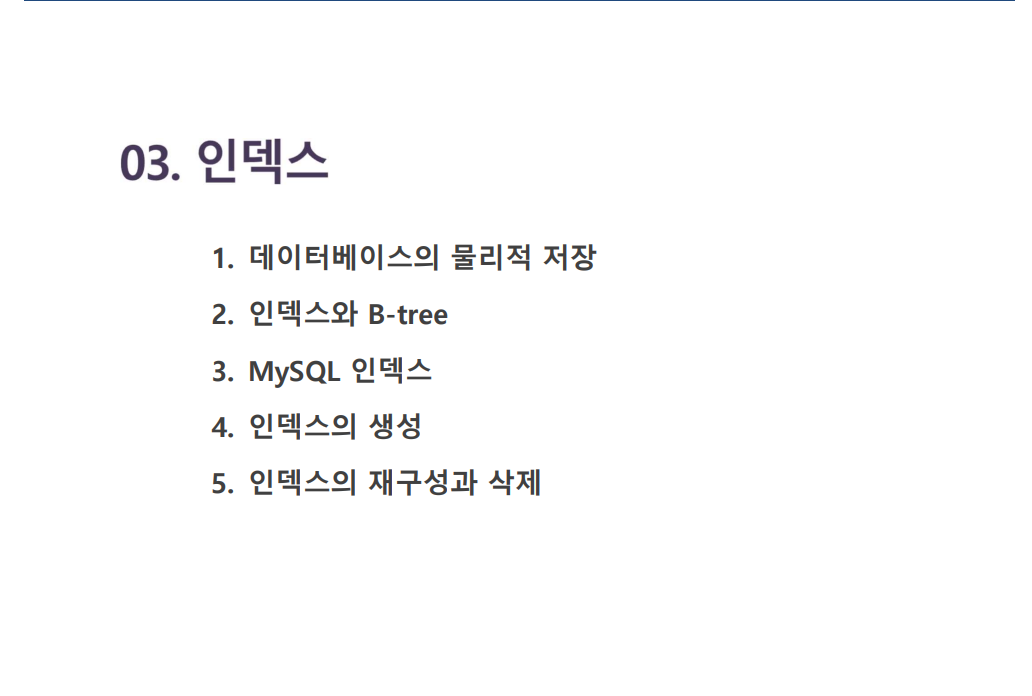 03. 인덱스
1. 데이터베이스의 물리적 저장
2. 인덱스와 B-tree
3. MySQL 인덱스
4. 인덱스의 생성
5. 인덱스의 재구성과 삭제